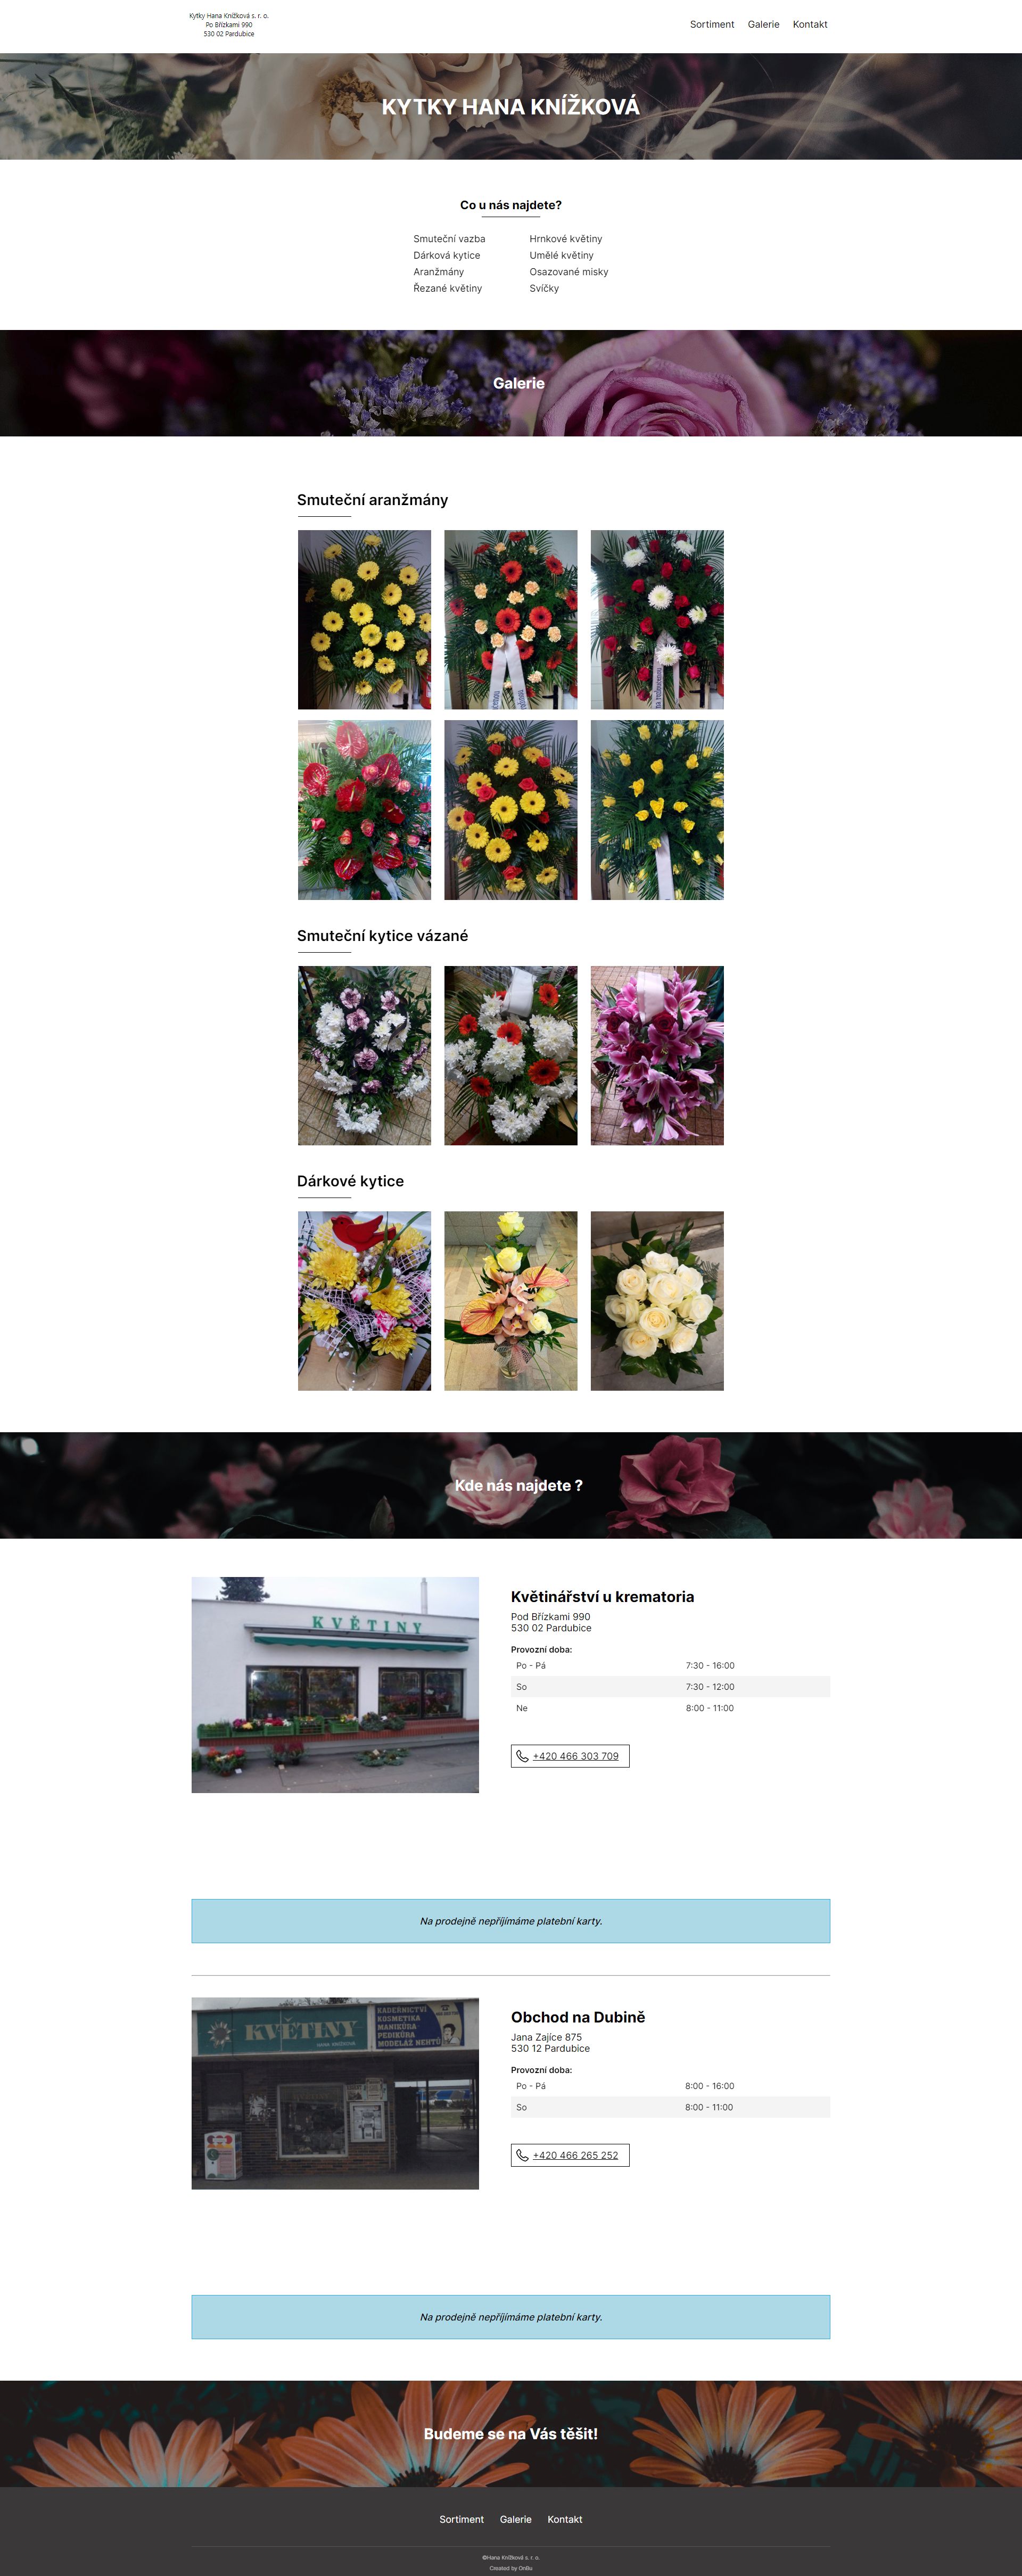 Kytky Hana Knížková s. r. o.
Po Břízkami 990
530 02 Pardubice
Sortiment Galerie Kontakt
KYTKY HANA KNÍŽKOVÁ
Co u nás najdete?
Smuteční vazba
Dárková kytice
Aranžmány
Řezané květiny
Hrnkové květiny
Umělé květiny
Osazované misky
Svíčky
Galerie
Smuteční aranžmány
Smuteční kytice vázané
Dárkové kytice
Kde nás najdete ?
KVĚTINY
Květinářství u krematoria
Pod Břízkami 990
530 02 Pardubice
Provozní doba:
Po - Pá 7:30 - 16:00
So 7:30 - 12:00
Ne 8:00 - 11:00
+420 466 303 709
Na prodejně nepříjímáme platební karty.
KVĚTINY
KADEŘNICTVÍ
KOSMETIKA
MANIKÚRA
PEDIKÚRA
MODELÁŽ NEHTŮ
Obchod na Dubině
Jana Zajíce 875
530 12 Pardubice
Provozní doba:
Po - Pá 8:00 - 16:00
So 8:00 - 11:00
+420 466 265 252
Na prodejně nepříjímáme platební karty.
Budeme se na Vás těšit!
Sortiment Galerie Kontakt
©Hana Knížková s. r. o.
Created by OnBu